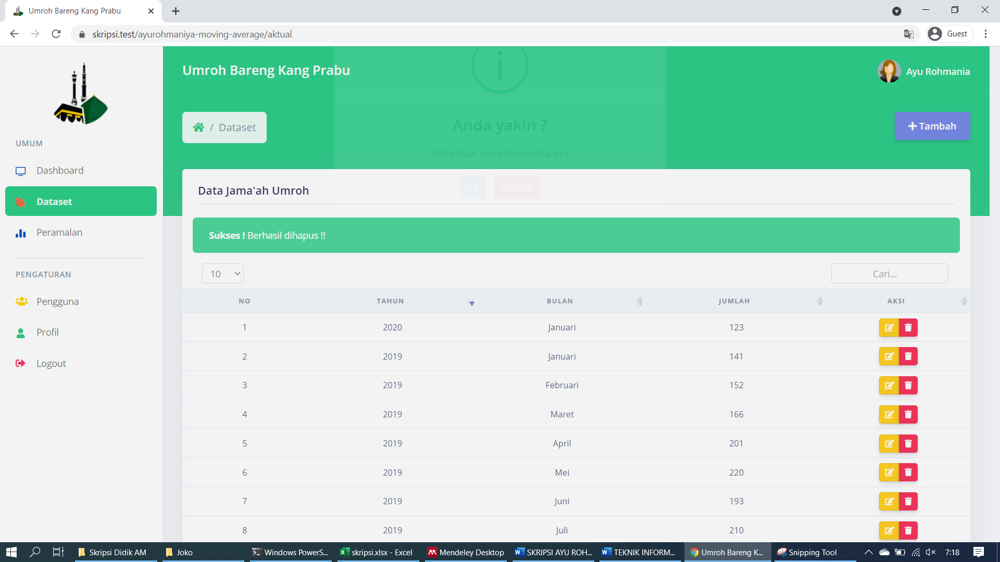 Umroh Bareng Kang Prabu
skripsi.test/ayurohmaniya-moving-average/aktual
Guest
Umroh Bareng Kang Prabu
Ayu Rohmania
UMUM
Dashboard
Dataset
Peramalan
PENGATURAN
Pengguna
Profil
Logout
/ Dataset
Tambah
i
Anda yakin ?
Anda akan menghapus data ini !
Ya Cancel
Data Jama'ah Umroh
Sukses ! Berhasil dihapus !!
10
Cari...
NO TAHUN BULAN JUMLAH AKSI
1 2020 Januari 123
2 2019 Januari 141
3 2019 Februari 152
4 2019 Maret 166
5 2019 April 201
6 2019 Mei 220
7 2019 Juni 193
8 2019 Juli 210
Skripsi Didik AM
Joko
Windows PowerS...
skripsi.xlsx - Excel
Mendeley Desktop
SKRIPSI AYU ROH...
TEKNIK INFORM...
Umroh Bareng K...
Snipping Tool
7:18